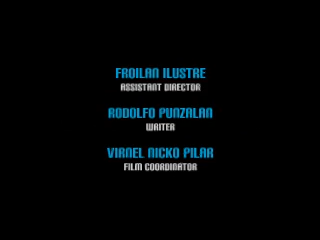 FROILAN ILUSTRE
ASSISTANT DIRECTOR
RODOLFO PUNZALAN
WRITER
VIRNEL NICKO PILAR
FILM COORDINATOR